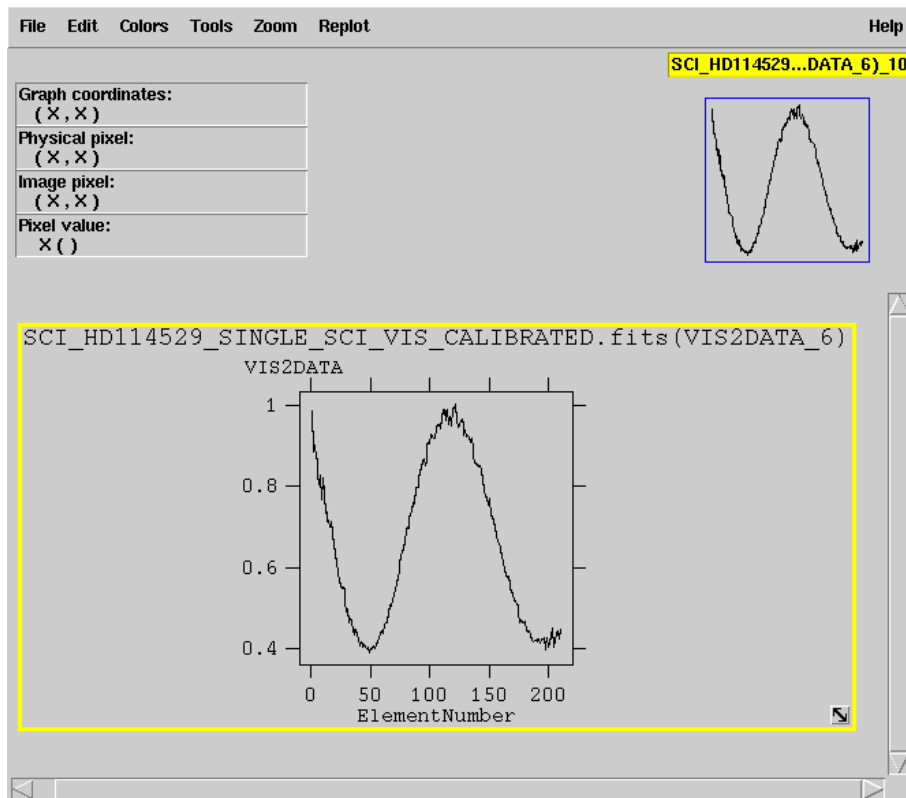 File Edit Colors Tools Zoom Replot Help
SCI_HD114529...DATA_6)_10
Graph coordinates:
(X,X)
Physical pixel:
(X,X)
Image pixel:
(X,X)
Pixel value:
X()
SCI_HD114529_SINGLE_SCI_VIS_CALIBRATED.fits(VIS2DATA_6)
VIS2DATA
1
0.8
0.6
0.4
0 50 100 150 200
ElementNumber